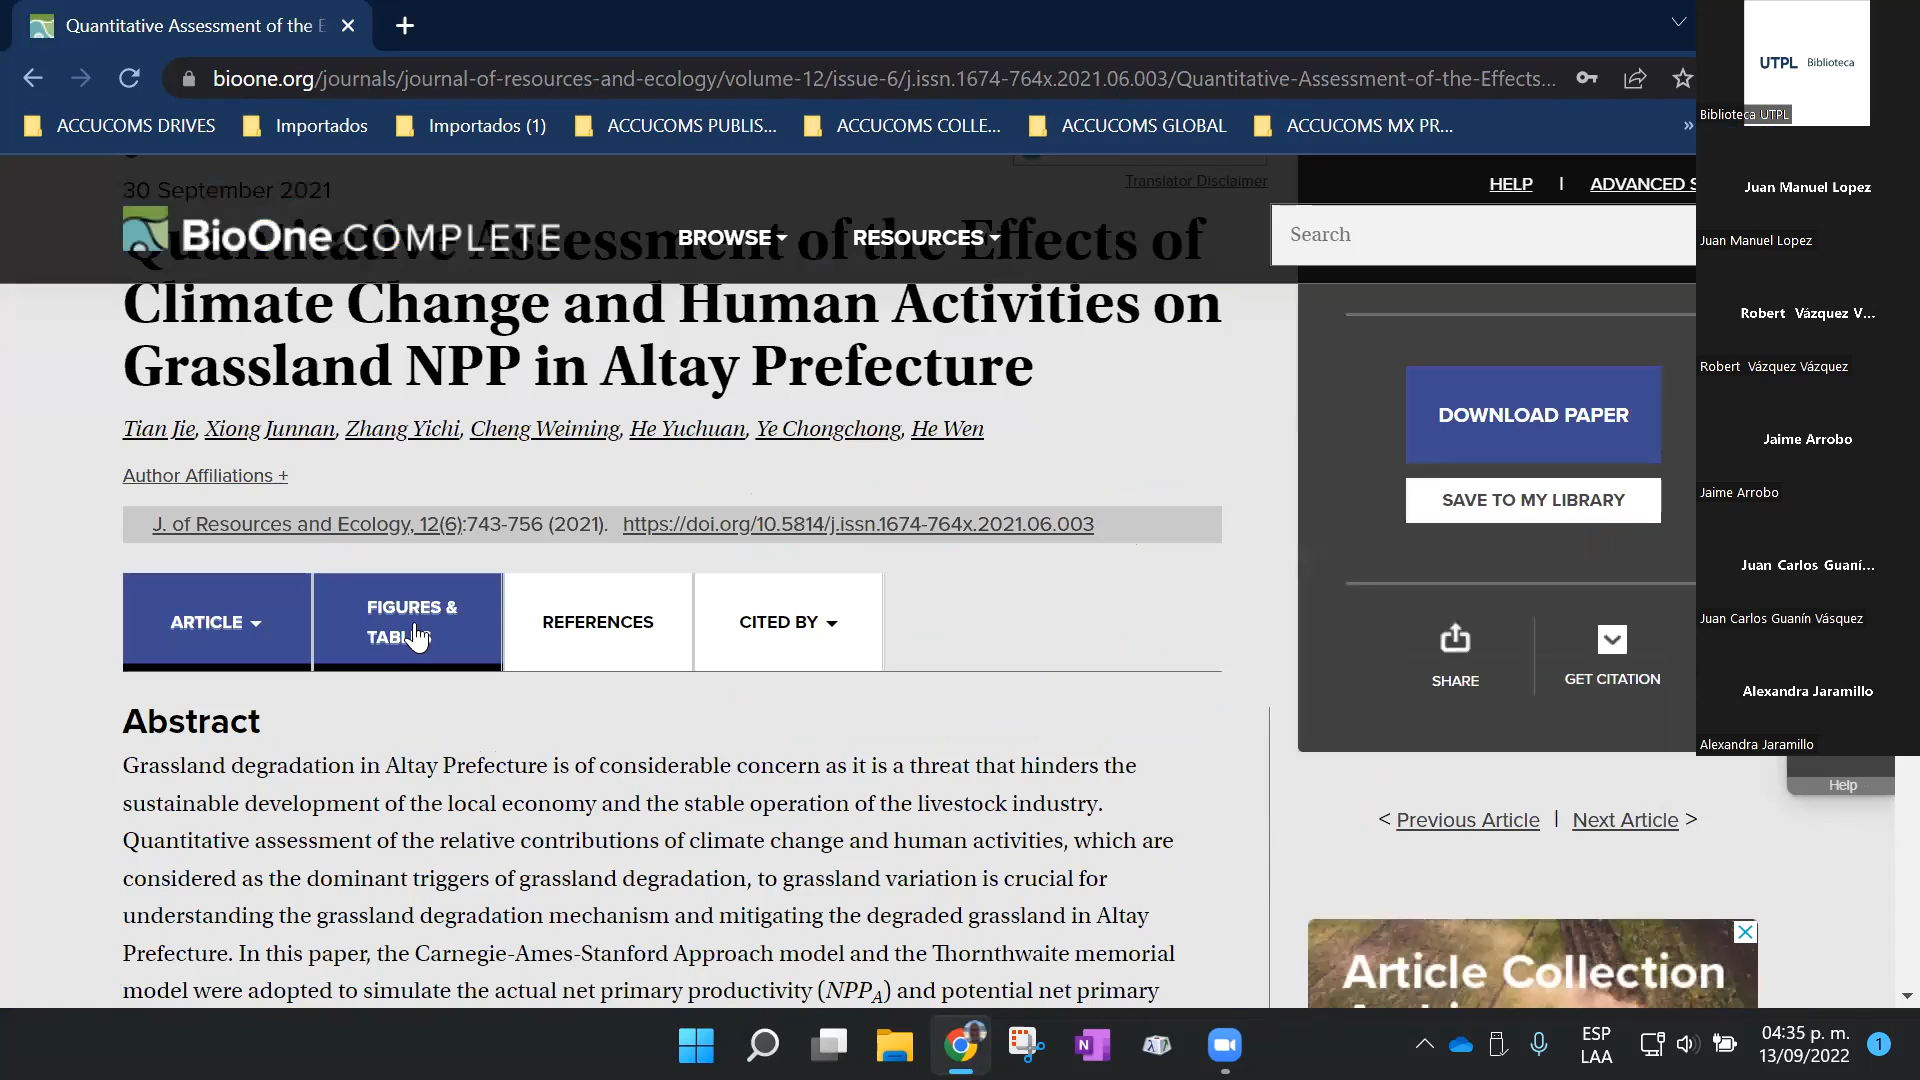 Quantitative Assessment of the E
bioone.org/journals/journal-of-resources-and-ecology/volume-12/issue-6/j.issn.1674-764x.2021.06.003/Quantitative-Assessment-of-the-Effects...
ACCUCOMS DRIVES
Importados
Importados (1)
ACCUCOMS PUBLIS...
ACCUCOMS COLLE...
ACCUCOMS GLOBAL
ACCUCOMS MX PR...
»
30 September 2021
Translator Disclaimer
HELP | ADVANCED S
BioOne COMPLETE
BROWSE
RESOURCES
Search
Quantitative Assessment of the Effects of
Climate Change and Human Activities on
Grassland NPP in Altay Prefecture
Tian Jie, Xiong Junnan, Zhang Yichi, Cheng Weiming, He Yuchuan, Ye Chongchong, He Wen
Author Affiliations +
J. of Resources and Ecology, 12(6):743-756 (2021). https://doi.org/10.5814/j.issn.1674-764x.2021.06.003
ARTICLE
FIGURES &
TABLES
REFERENCES
CITED BY
Abstract
Grassland degradation in Altay Prefecture is of considerable concern as it is a threat that hinders the
sustainable development of the local economy and the stable operation of the livestock industry.
Quantitative assessment of the relative contributions of climate change and human activities, which are
considered as the dominant triggers of grassland degradation, to grassland variation is crucial for
understanding the grassland degradation mechanism and mitigating the degraded grassland in Altay
Prefecture. In this paper, the Carnegie-Ames-Stanford Approach model and the Thornthwaite memorial
model were adopted to simulate the actual net primary productivity (NPPA) and potential net primary
DOWNLOAD PAPER
SAVE TO MY LIBRARY
SHARE
GET CITATION
< Previous Article | Next Article >
Article Collection
Help
UTPL Biblioteca
Biblioteca UTPL
Juan Manuel Lopez
Juan Manuel Lopez
Robert Vázquez V...
Robert Vázquez Vázquez
Jaime Arrobo
Jaime Arrobo
Juan Carlos Guaní...
Juan Carlos Guanín Vásquez
Alexandra Jaramillo
Alexandra Jaramillo
ESP
LAA
04:35 p. m.
13/09/2022
1